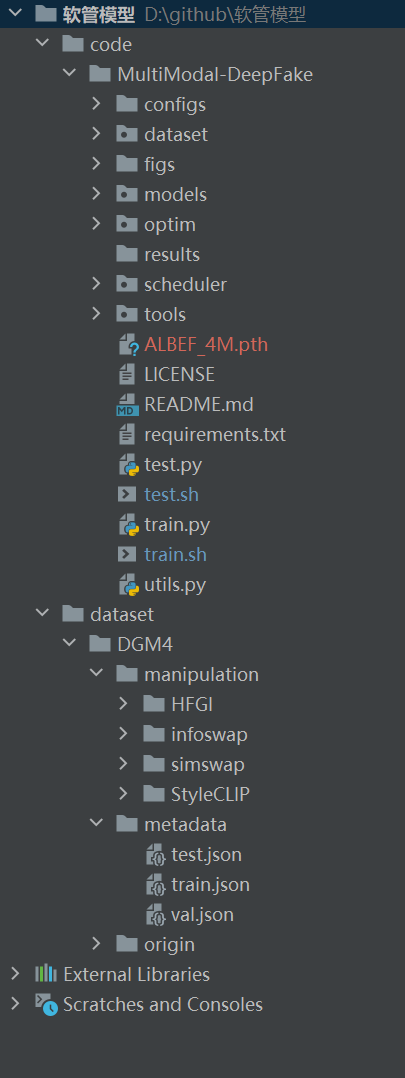 软管模型 D:\github\软管模型
code
MultiModal-DeepFake
configs
dataset
figs
models
optim
results
scheduler
tools
ALBEF_4M.pth
LICENSE
MD README.md
requirements.txt
test.py
test.sh
train.py
train.sh
utils.py
dataset
DGM4
manipulation
HFGI
infoswap
simswap
StyleCLIP
metadata
test.json
train.json
val.json
origin
External Libraries
Scratches and Consoles